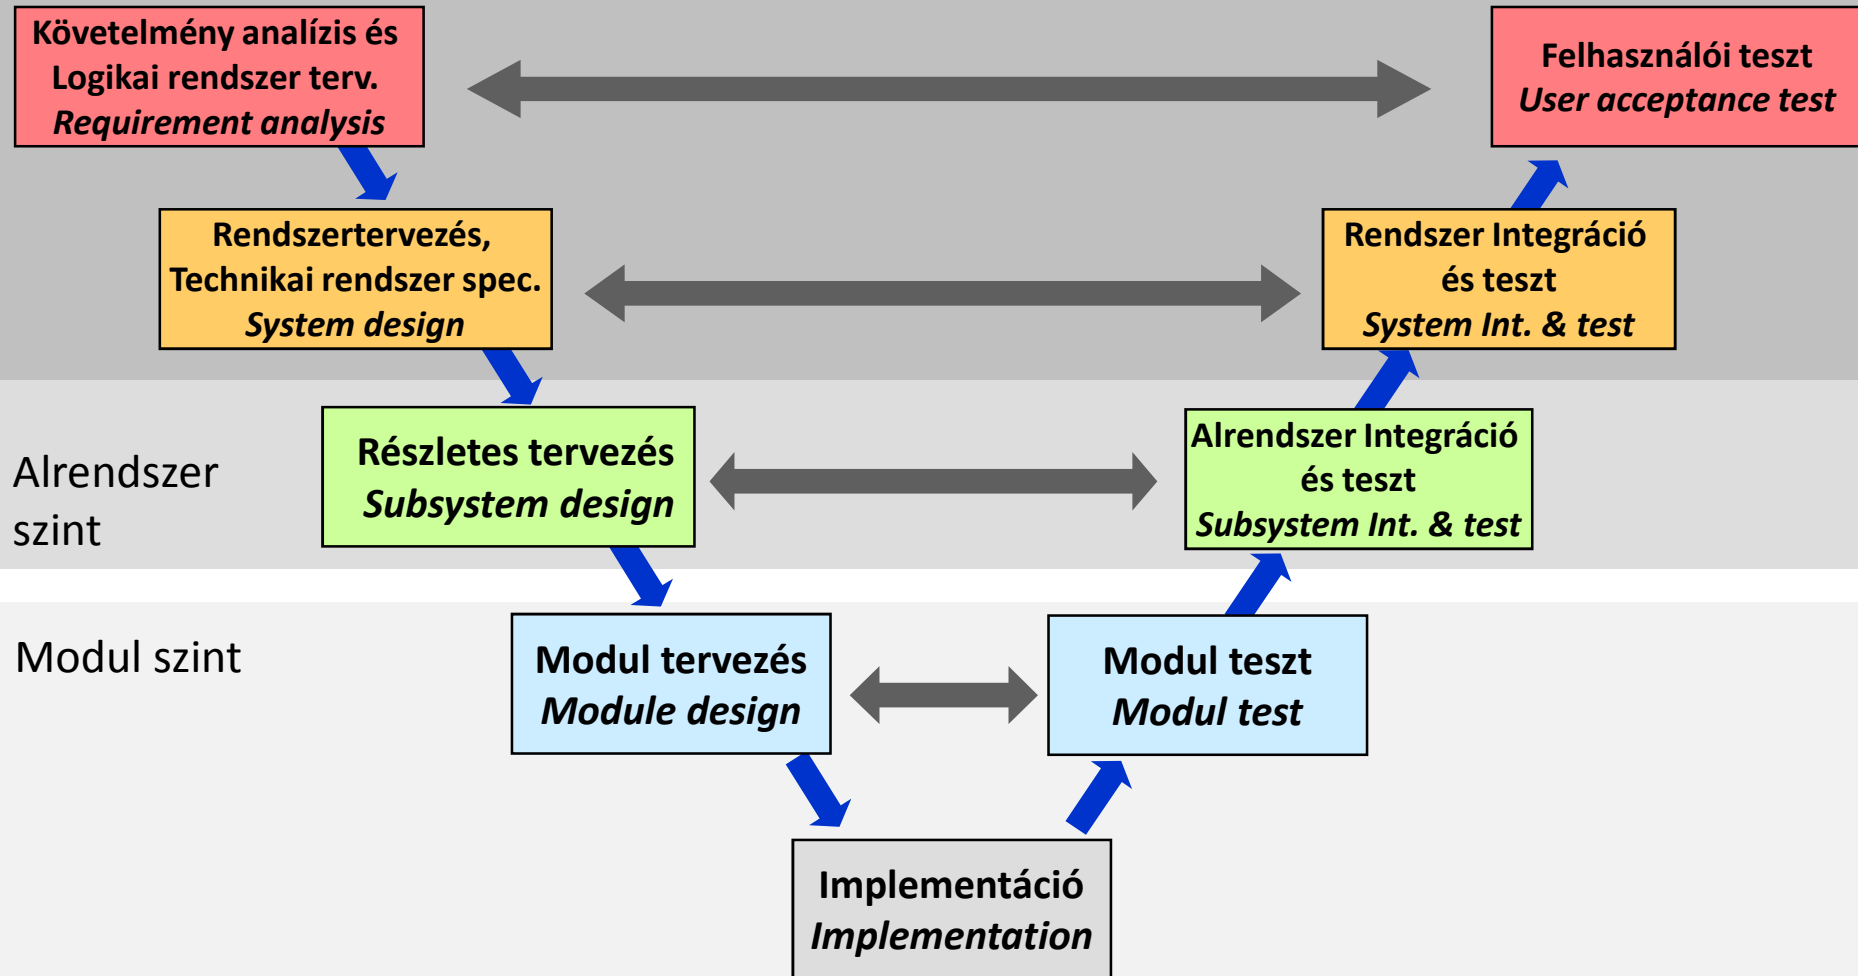 Követelmény analízis és
Logikai rendszer terv.
Requirement analysis
Felhasználói teszt
User acceptance test
Rendszertervezés,
Technikai rendszer spec.
System design
Rendszer Integráció
és teszt
System Int. & test
Alrendszer
szint
Részletes tervezés
Subsystem design
Alrendszer Integráció
és teszt
Subsystem Int. & test
Modul szint
Modul tervezés
Module design
Modul teszt
Modul test
Implementáció
Implementation